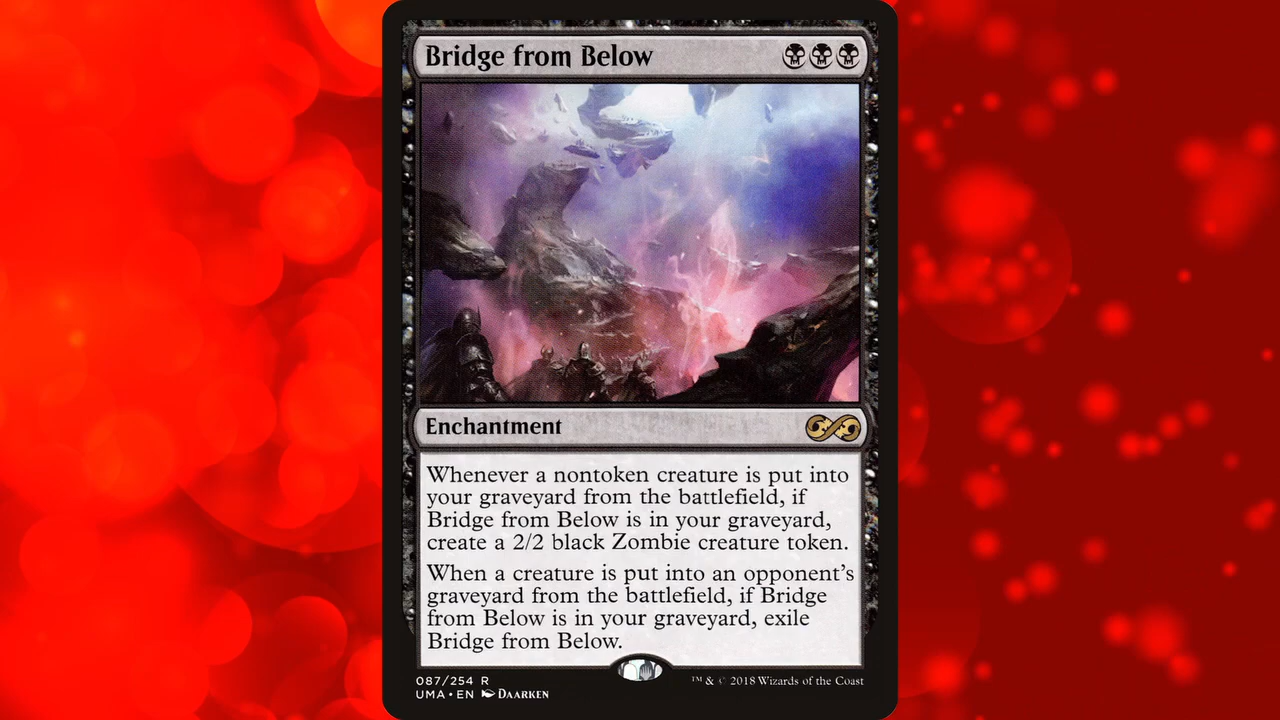 Bridge from Below
Enchantment
Whenever a nontoken creature is put into
your graveyard from the battlefield, if
Bridge from Below is in your graveyard,
create a 2/2 black Zombie creature token.
When a creature is put into an opponent's
graveyard from the battlefield, if Bridge
from Below is in your graveyard, exile
Bridge from Below.
087/254 R
UMA • EN DAARKEN
™ & © 2018 Wizards of the Coast